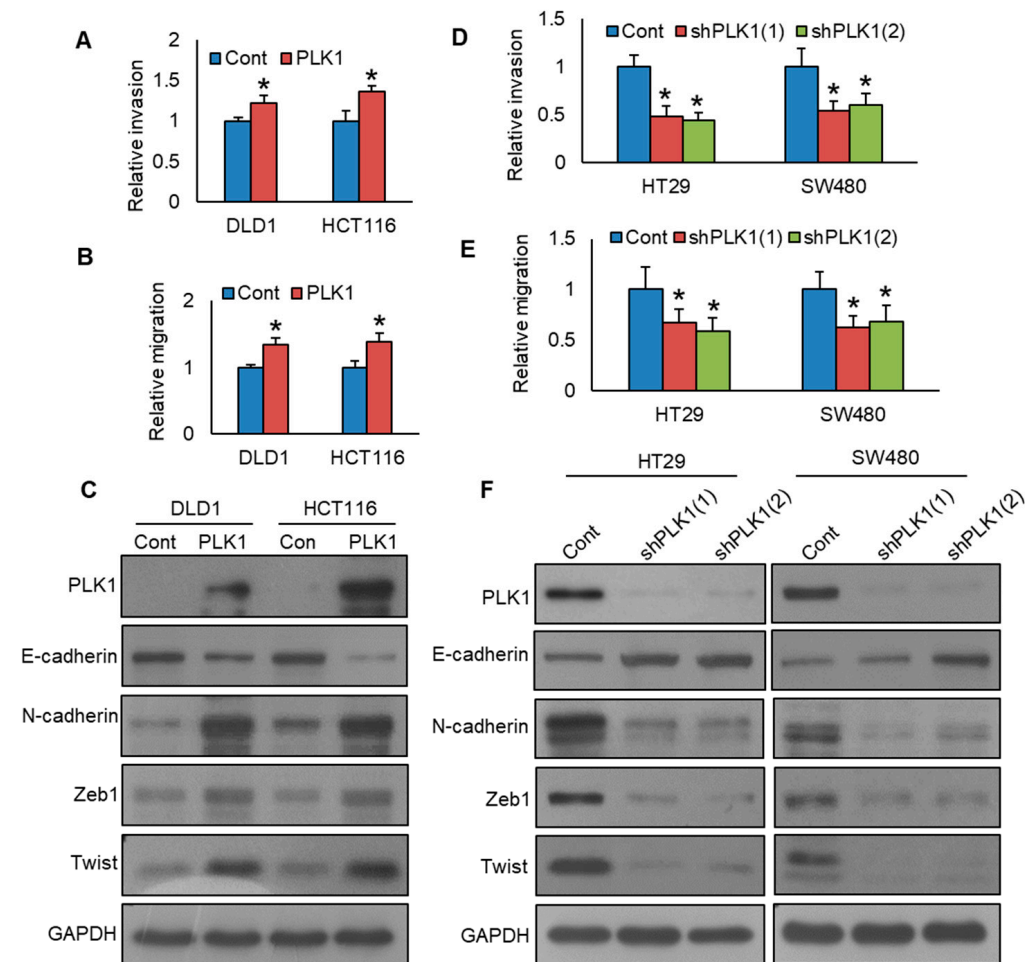 A
2
1.5
1
0.5
0
Relative invasion
Cont PLK1
* *
DLD1 HCT116
B
2
1
0
Relative migration
Cont PLK1
* *
DLD1 HCT116
C
DLD1 HCT116
Cont PLK1 Con PLK1
PLK1
E-cadherin
N-cadherin
Zeb1
Twist
GAPDH
D
1.5
1
0.5
0
Relative invasion
Cont shPLK1(1) shPLK1(2)
* * * *
HT29 SW480
E
1.5
1
0.5
0
Relative migration
Cont shPLK1(1) shPLK1(2)
* * * *
HT29 SW480
F
HT29 SW480
Cont shPLK1(1) shPLK1(2) Cont shPLK1(1) shPLK1(2)
PLK1
E-cadherin
N-cadherin
Zeb1
Twist
GAPDH